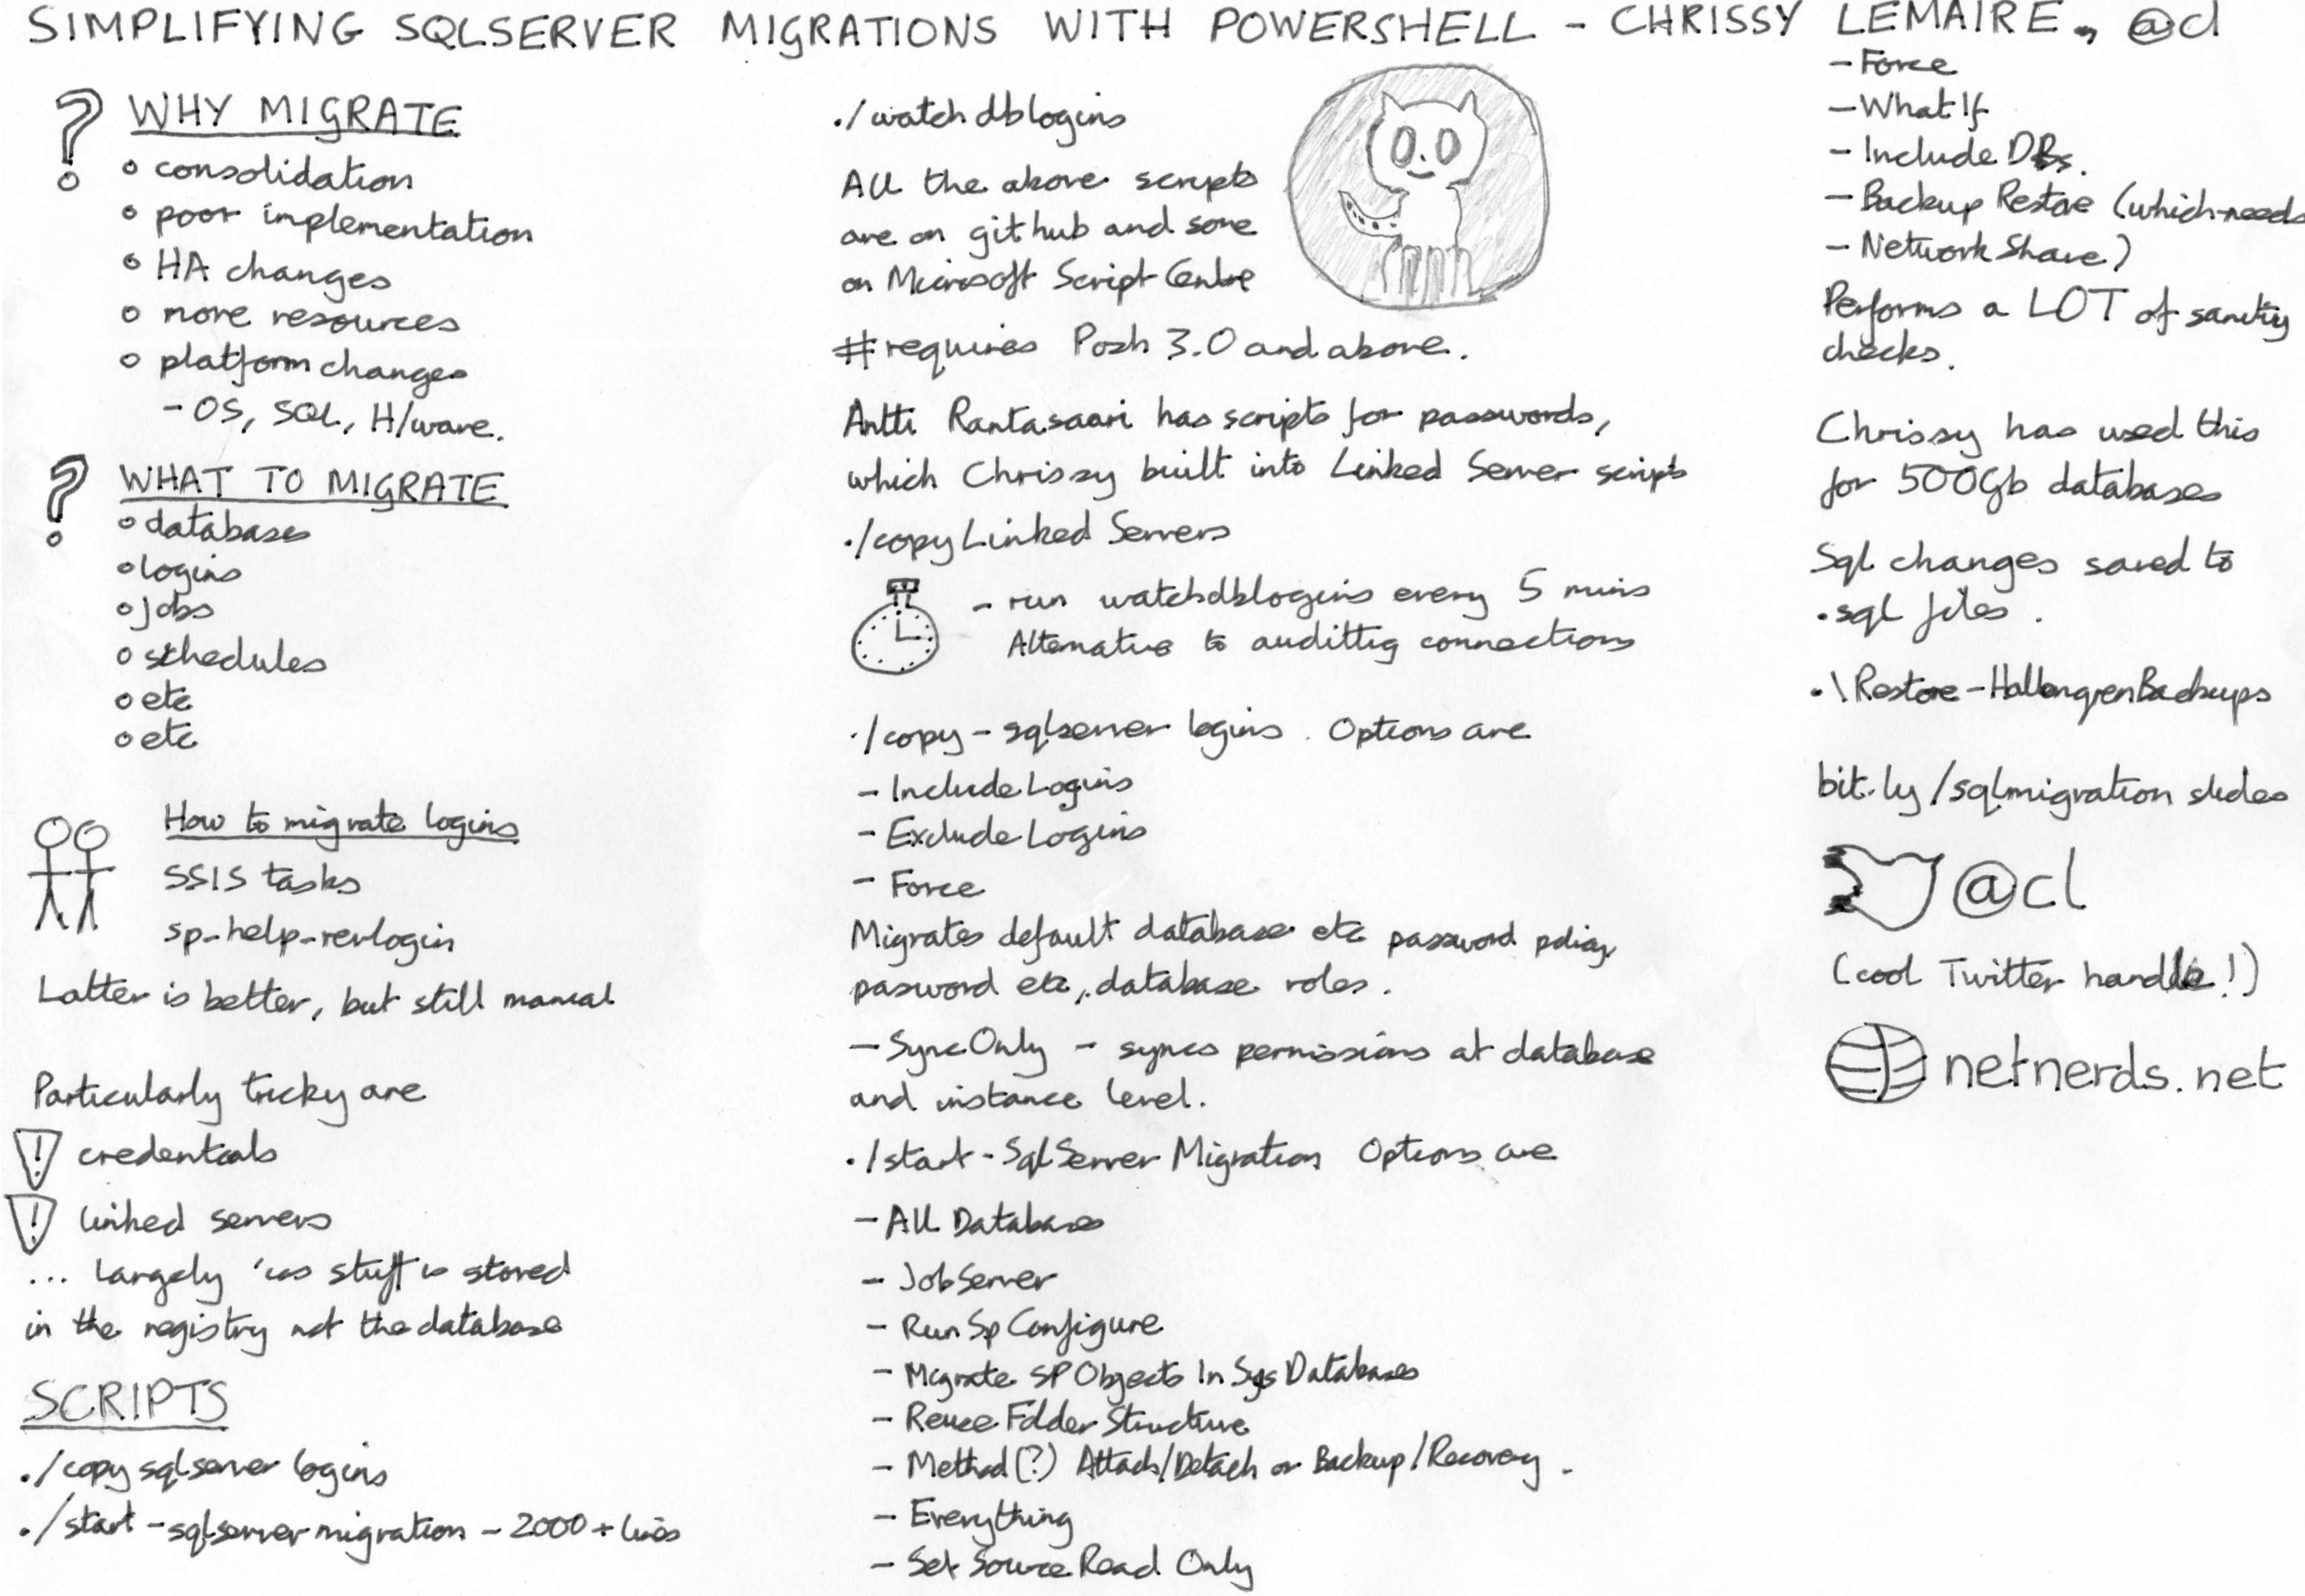 SIMPLIFYING SQLSERVER MIGRATIONS WITH POWERSHELL - CHRISSY LEMAIRE, @cl
? WHY MIGRATE
o consolidation
o poor implementation
o HA changes
o more resources
o platform changes
- OS, SQL, H/ware.
? WHAT TO MIGRATE
o databases
o logins
o jobs
o schedules
o etc
o etc
How to migrate logins
SSIS tasks
sp_help_revlogin
Latter is better, but still manual
Particularly tricky are
! credentials
! linked servers
... largely 'cos stuff is stored
in the registry not the database
SCRIPTS
./copy sqlserver logins
./start-sqlserver migration - 2000+ lines
./watch dblogins
All the above scripts
are on github and some
on Microsoft Script Centre
#requires Posh 3.0 and above.
Antti Rantasaari has scripts for passwords,
which Chrissy built into Linked Server scripts
./copy Linked Servers
- run watchdblogins every 5 mins
Alternative to audittig connections
./copy-sqlserver logins. Options are
- Include Logins
- Exclude Logins
- Force
Migrates default database etc password policy
pasword etc, database roles.
- SyncOnly - syncs permissions at database
and instance level.
./start-SqlServer Migration Options are
- All Databases
- JobServer
- Run Sp Configure
- Migrate SP Objects In Sys Databases
- Reuse Folder Structure
- Method(?) Attach/Detach or Backup/Recovery.
- Everything
- Set Source Read Only
- Force
- What If
- Include DBs.
- Backup Restore (which needs
- Network Share)
Performs a LOT of sanity
checks.
Chrissy has used this
for 500Gb databases
Sql changes saved to
.sql files.
.\Restore-HallengrenBackups
bit.ly/sqlmigration slides
@cl
(cool Twitter handle!)
netnerds.net